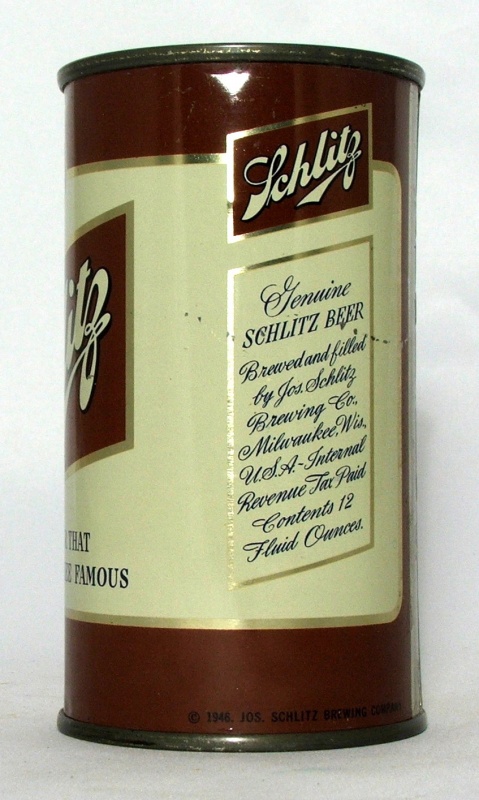 Schlitz
Genuine
SCHLITZ BEER
Brewed and filled
by Jos. Schlitz
Brewing Co.,
Milwaukee, Wis.,
U.S.A.-Internal
Revenue Tax Paid
Contents 12
Fluid Ounces.
itz
THAT
FAMOUS
© 1946, JOS. SCHLITZ BREWING COMPANY